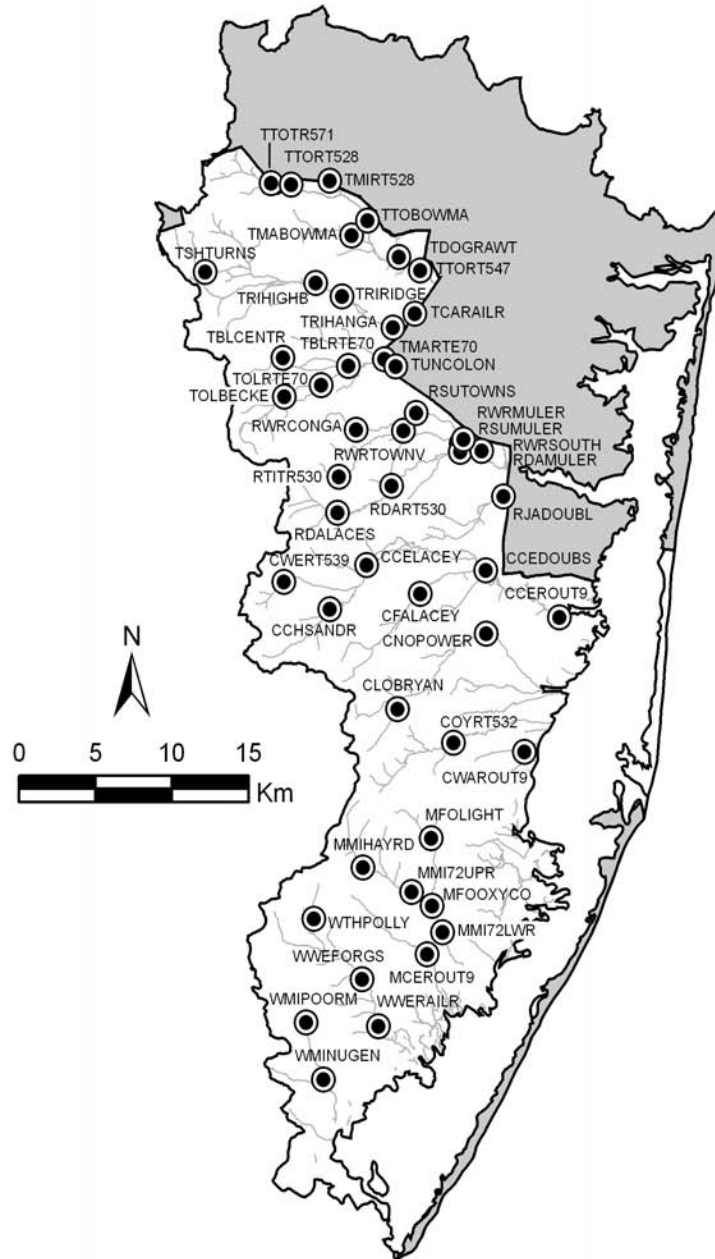 TTOTR571
TTORT528
TMIRT528
TTOBOWMA
TMABOWMA
TDOGRAWT
TSHTURNS
TTORT547
TRIHIGHB
TRIRIDGE
TCARAILR
TRIHANGA
TBLCENTR
TBLRTE70
TMARTE70
TUNCOLON
TOLRTE70
TOLBECKE
RSUTOWNS
RWRMULER
RSUMULER
RWRCONGA
RWRSOUTH
RWRTOWNV
RDAMULER
RTITR530
RDART530
RJADOUBL
RDALACES
CWERT539
CCELACEY
CCEDOUBS
CCEROUT9
CCHSANDR
CFALACEY
CNOPOWER
N
CLOBRYAN
COYRT532
0 5 10 15
Km
CWAROUT9
MFOLIGHT
MMIHAYRD
MMI72UPR
MFOOXYCO
WTHPOLLY
MMI72LWR
WWEFORGS
MCEROUT9
WMIPOORM
WWERAILR
WMINUGEN